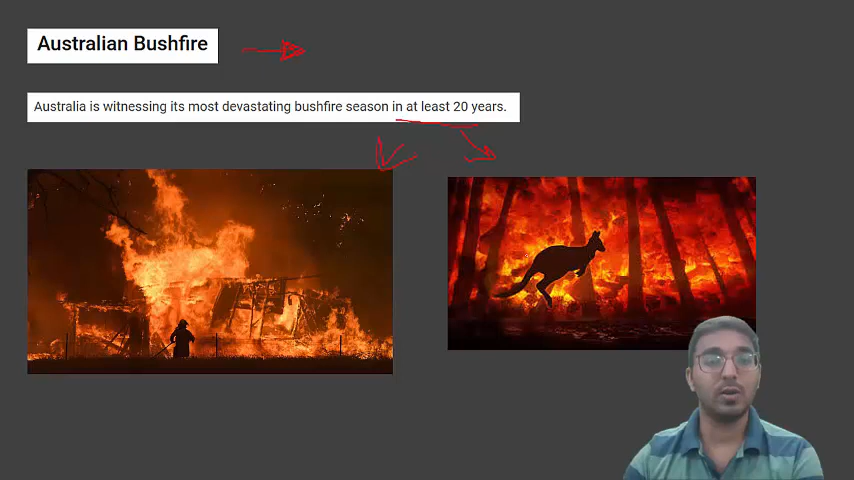 Australian Bushfire
Australia is witnessing its most devastating bushfire season in at least 20 years.